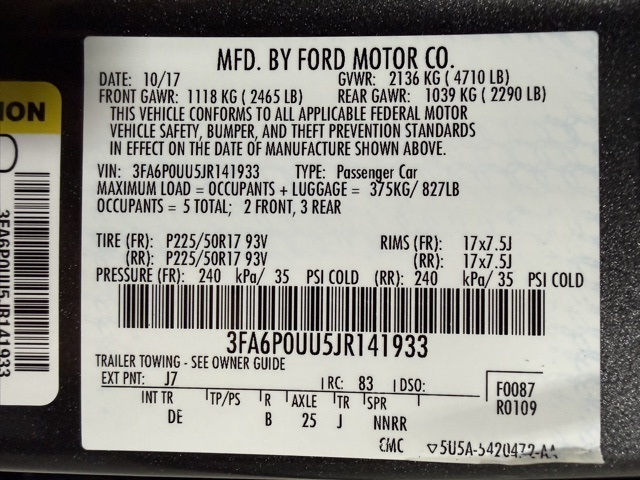 MFD. BY FORD MOTOR CO.
DATE: 10/17 GVWR: 2136 KG ( 4710 LB)
FRONT GAWR: 1118 KG ( 2465 LB) REAR GAWR: 1039 KG ( 2290 LB)
THIS VEHICLE CONFORMS TO ALL APPLICABLE FEDERAL MOTOR
VEHICLE SAFETY, BUMPER, AND THEFT PREVENTION STANDARDS
IN EFFECT ON THE DATE OF MANUFACTURE SHOWN ABOVE.
VIN: 3FA6P0UU5JR141933 TYPE: Passenger Car
MAXIMUM LOAD = OCCUPANTS + LUGGAGE = 375KG/ 827LB
OCCUPANTS = 5 TOTAL; 2 FRONT, 3 REAR
TIRE (FR): P225/50R17 93V RIMS (FR): 17x7.5J
(RR): P225/50R17 93V (RR): 17x7.5J
PRESSURE (FR): 240 kPa/ 35 PSI COLD (RR): 240 kPa/ 35 PSI COLD
3FA6P0UU5JR141933
TRAILER TOWING - SEE OWNER GUIDE
EXT PNT: J7 RC: 83 DSO: F0087
INT TR TP/PS R AXLE TR SPR R0109
DE B 25 J NNRR
▽5U5A-5420472-AA
ION
3FA6P0UU5JR141933